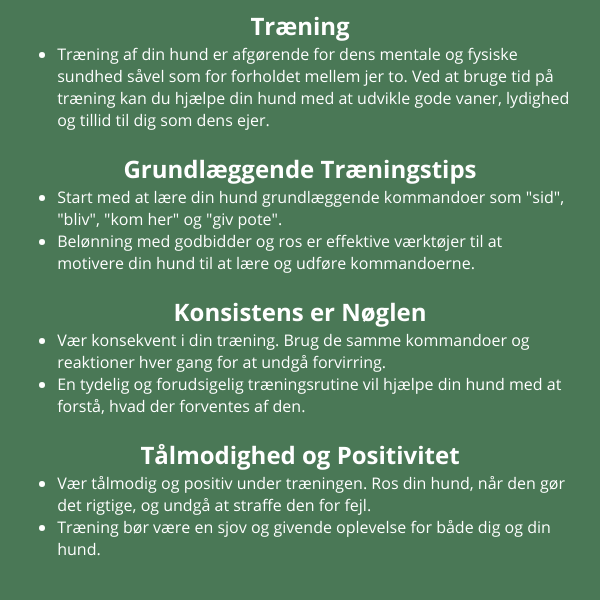 Træning
• Træning af din hund er afgørende for dens mentale og fysiske
sundhed såvel som for forholdet mellem jer to. Ved at bruge tid på
træning kan du hjælpe din hund med at udvikle gode vaner, lydighed
og tillid til dig som dens ejer.
Grundlæggende Træningstips
• Start med at lære din hund grundlæggende kommandoer som "sid",
"bliv", "kom her" og "giv pote".
• Belønning med godbidder og ros er effektive værktøjer til at
motivere din hund til at lære og udføre kommandoerne.
Konsistens er Nøglen
• Vær konsekvent i din træning. Brug de samme kommandoer og
reaktioner hver gang for at undgå forvirring.
• En tydelig og forudsigelig træningsrutine vil hjælpe din hund med at
forstå, hvad der forventes af den.
Tålmodighed og Positivitet
• Vær tålmodig og positiv under træningen. Ros din hund, når den gør
det rigtige, og undgå at straffe den for fejl.
• Træning bør være en sjov og givende oplevelse for både dig og din
hund.